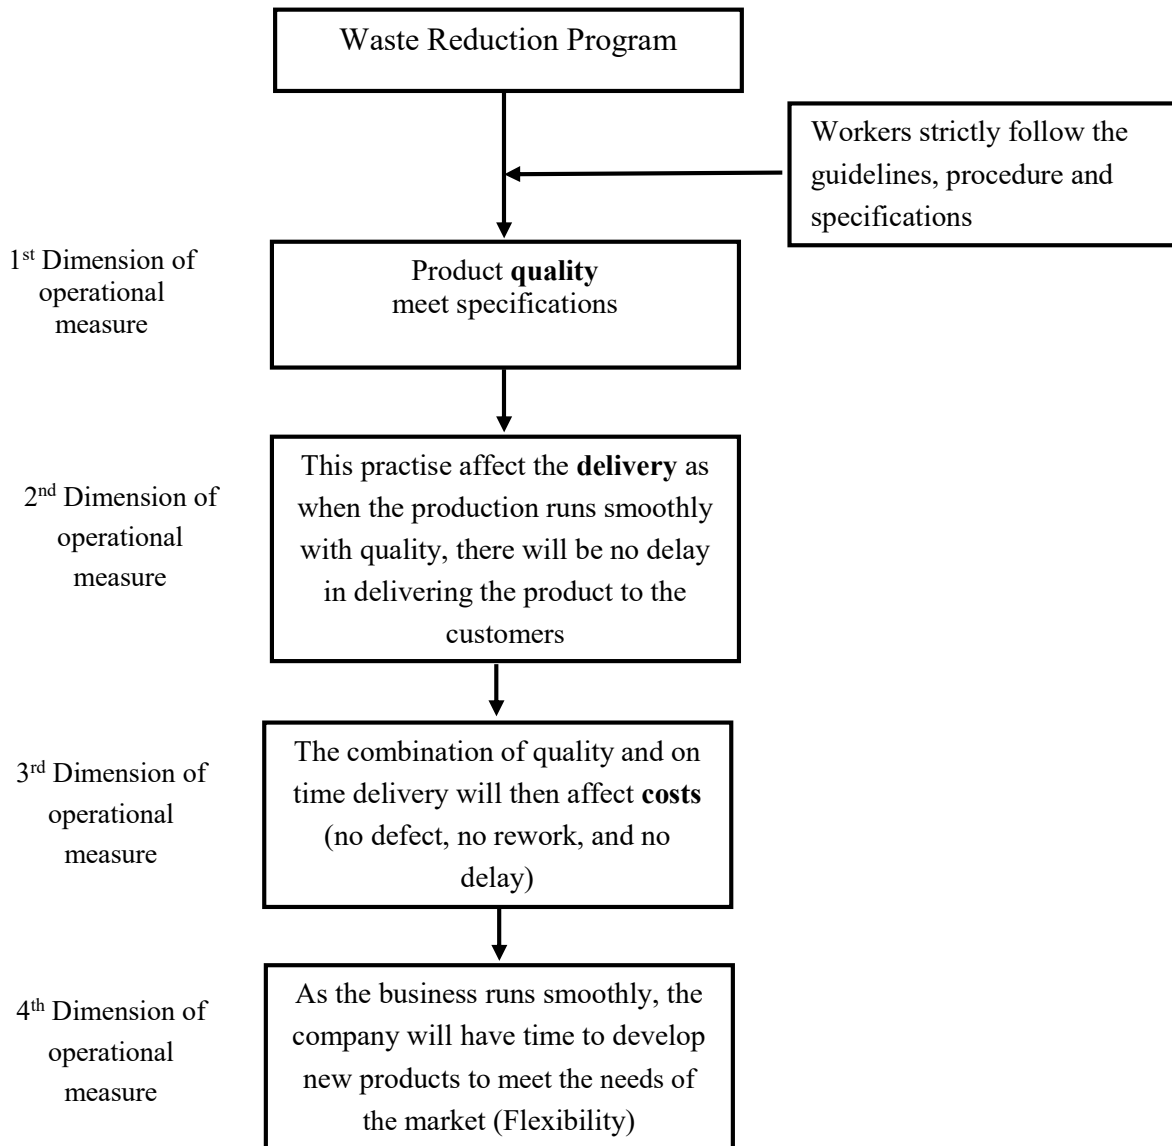 Waste Reduction Program
Workers strictly follow the
guidelines, procedure and
specifications
1st Dimension of
operational
measure
Product quality
meet specifications
2nd Dimension of
operational
measure
This practise affect the delivery as
when the production runs smoothly
with quality, there will be no delay
in delivering the product to the
customers
3rd Dimension of
operational
measure
The combination of quality and on
time delivery will then affect costs
(no defect, no rework, and no
delay)
4th Dimension of
operational
measure
As the business runs smoothly, the
company will have time to develop
new products to meet the needs of
the market (Flexibility)